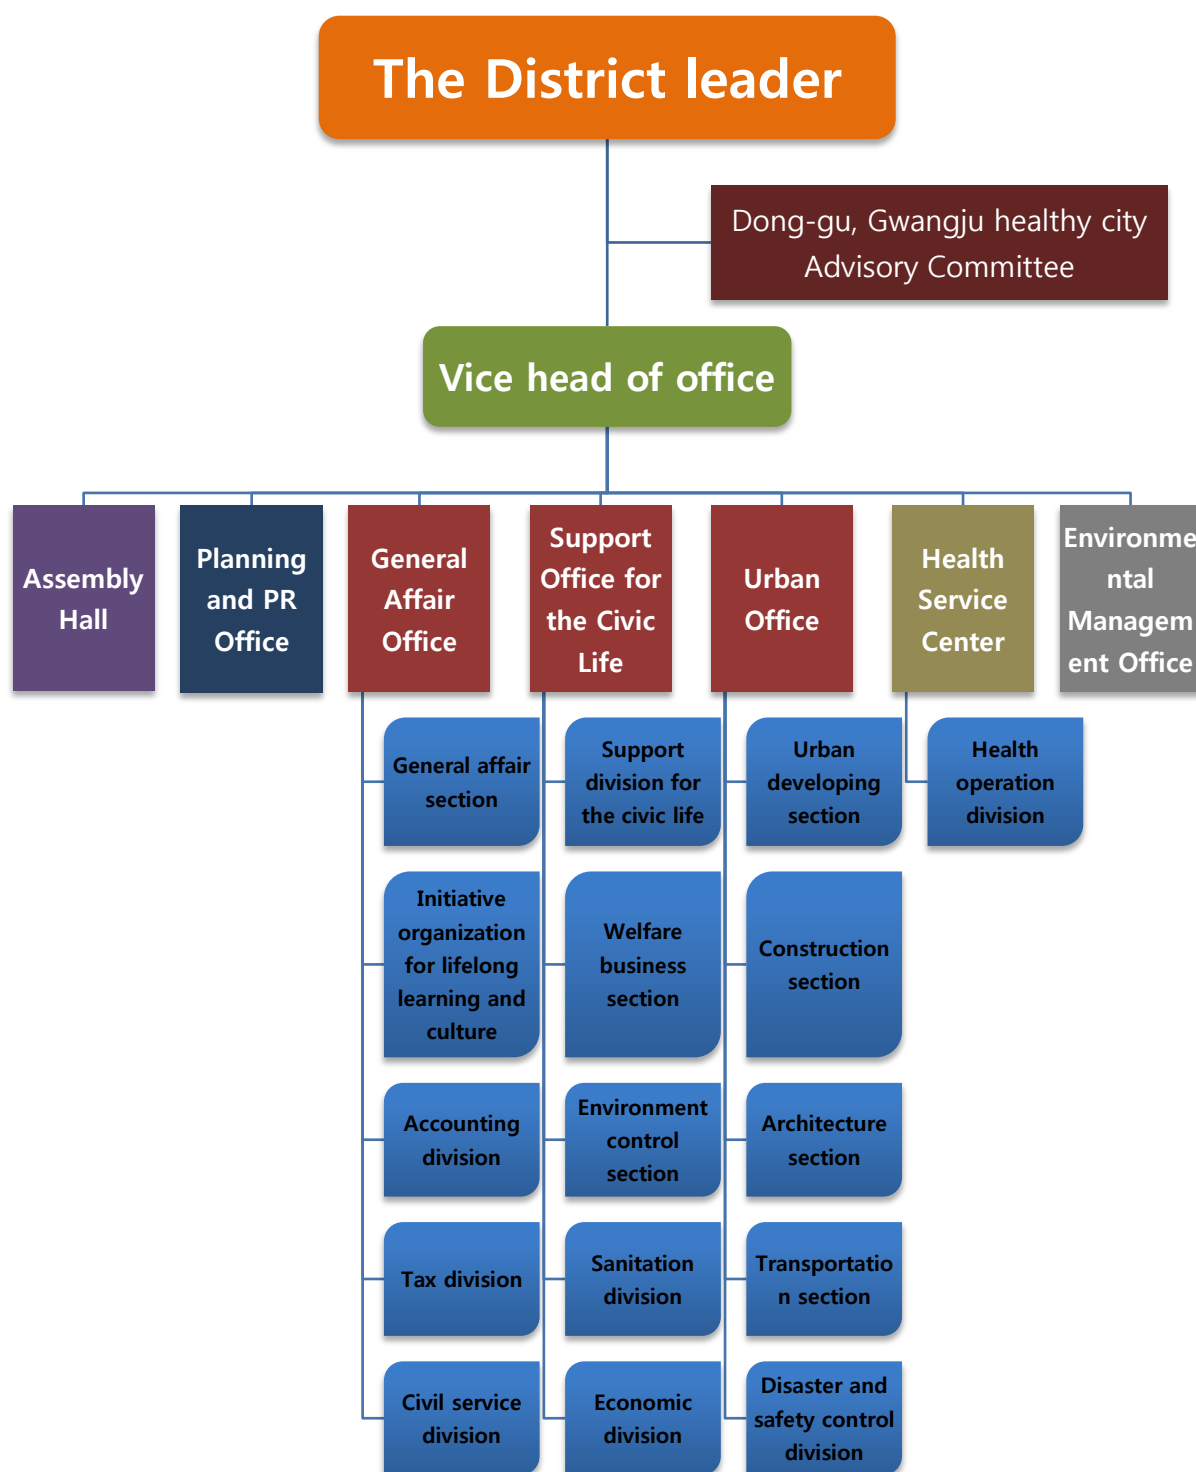 The District leader
Dong-gu, Gwangju healthy city
Advisory Committee
Vice head of office
Assembly
Hall
Planning
and PR
Office
General
Affair
Office
Support
Office for
the Civic
Life
Urban
Office
Health
Service
Center
Environme
ntal
Managem
ent Office
General affair
section
Support
division for
the civic life
Urban
developing
section
Health
operation
division
Initiative
organization
for lifelong
learning and
culture
Welfare
business
section
Construction
section
Accounting
division
Environment
control
section
Architecture
section
Tax division
Sanitation
division
Transportatio
n section
Civil service
division
Economic
division
Disaster and
safety control
division